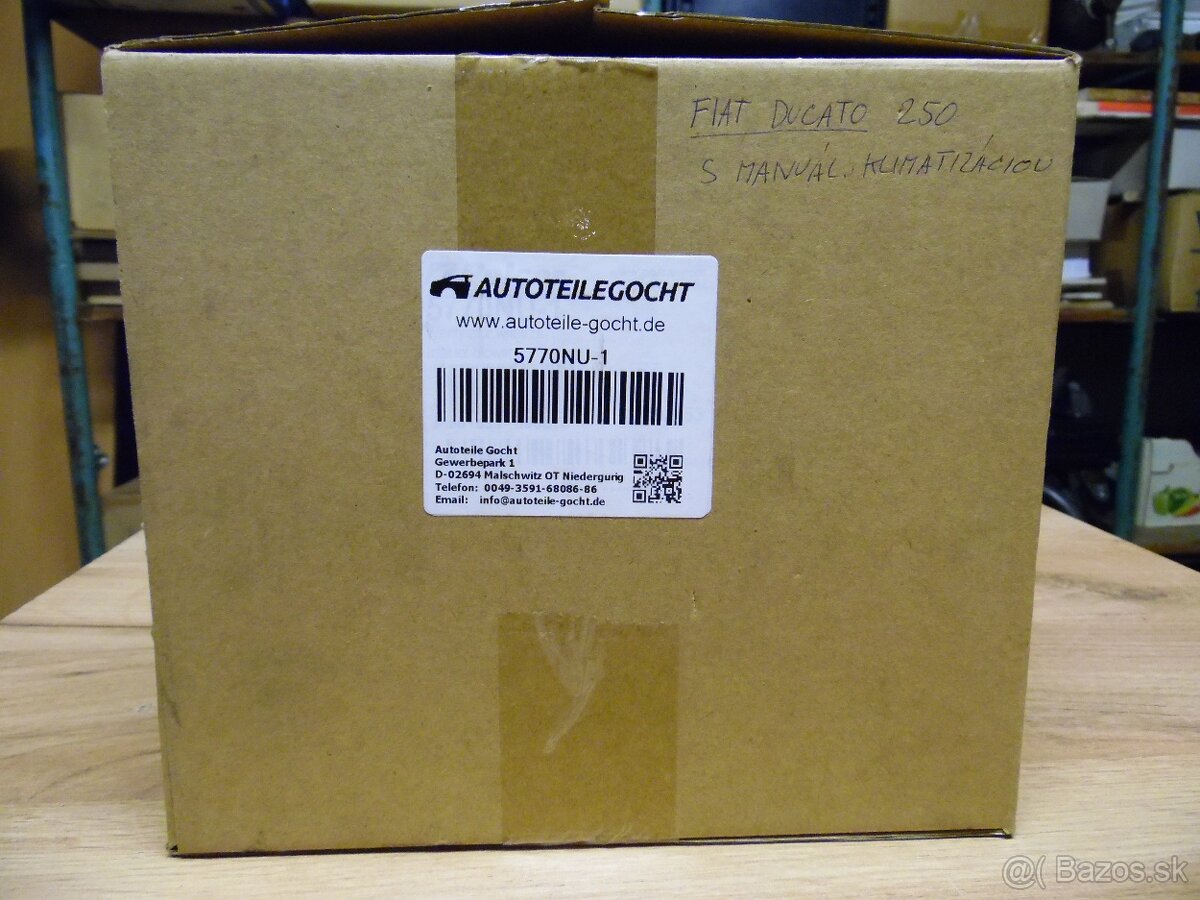 FIAT DUCATO 250
S MANUÁL. KLIMATIZÁCIOU
AUTOTEILEGOCHT
www.autoteile-gocht.de
5770NU-1
Autoteile Gocht
Gewerbepark 1
D-02694 Malschwitz OT Niedergurig
Telefon: 0049-3591-68086-86
Email: info@autoteile-gocht.de
@( Bazos.sk